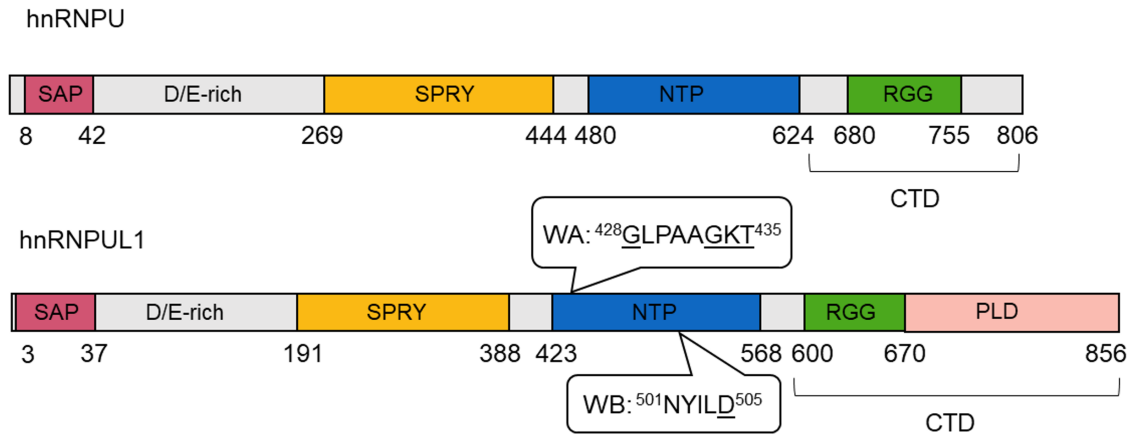 hnRNPU
SAP D/E-rich SPRY NTP RGG
8 42 269 444 480 624 680 755 806
CTD
WA: ⁴²⁸GLPAAGKT⁴³⁵
hnRNPUL1
SAP D/E-rich SPRY NTP RGG PLD
3 37 191 388 423 568 600 670 856
WB: ⁵⁰¹NYILD⁵⁰⁵
CTD